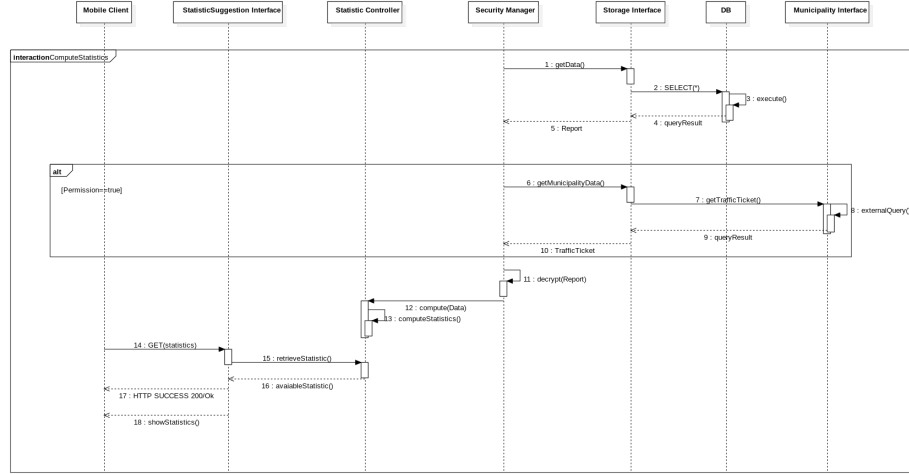 Mobile Client
StatisticSuggestion Interface
Statistic Controller
Security Manager
Storage Interface
DB
Municipality Interface
interactionComputeStatistics
1 : getData()
2 : SELECT(*)
3 : execute()
4 : queryResult
5 : Report
alt
[Permission==true]
6 : getMunicipalityData()
7 : getTrafficTicket()
8 : externalQuery()
9 : queryResult
10 : TrafficTicket
11 : decrypt(Report)
12 : compute(Data)
13 : computeStatistics()
14 : GET(statistics)
15 : retrieveStatistic()
16 : avaiableStatistic()
17 : HTTP SUCCESS 200/Ok
18 : showStatistics()